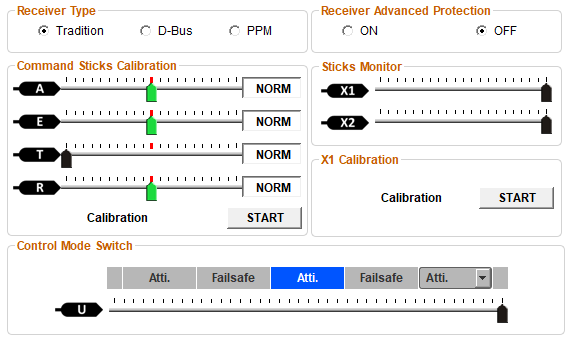 Receiver Type
Tradition D-Bus PPM
Receiver Advanced Protection
ON OFF
Command Sticks Calibration
A NORM
E NORM
T NORM
R NORM
Calibration START
Sticks Monitor
X1
X2
X1 Calibration
Calibration START
Control Mode Switch
Atti. Failsafe Atti. Failsafe Atti.
U